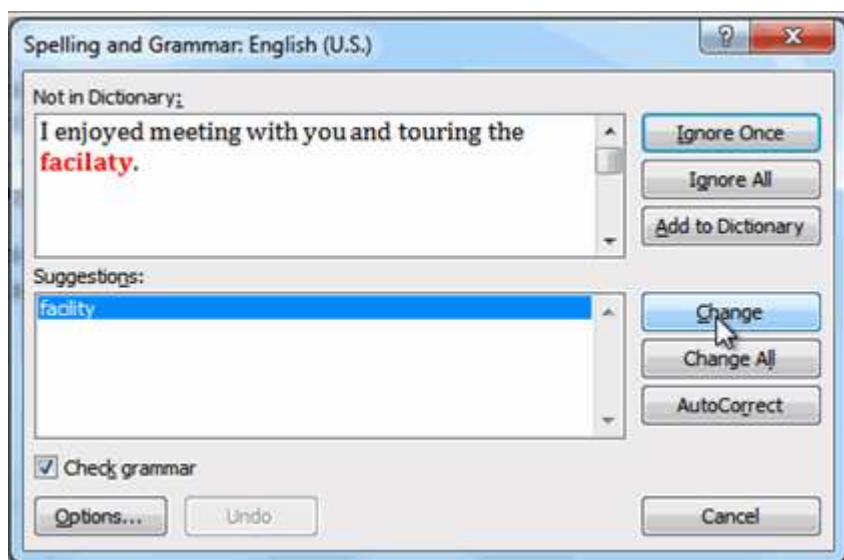 Spelling and Grammar: English (U.S.)
Not in Dictionary:
I enjoyed meeting with you and touring the
facilaty.
Ignore Once
Ignore All
Add to Dictionary
Suggestions:
facility
Change
Change All
AutoCorrect
Check grammar
Options...
Undo
Cancel